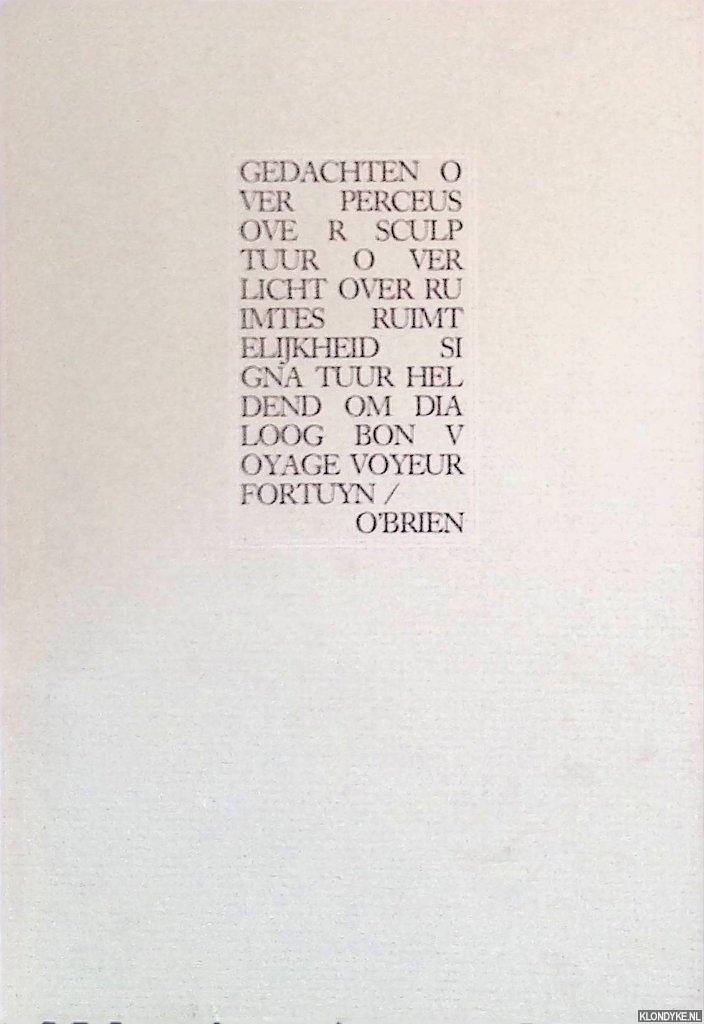 GEDACHTEN O
VER PERCEUS
OVE R SCULP
TUUR O VER
LICHT OVER RU
IMTES RUIMT
ELIJKHEID SI
GNA TUUR HEL
DEND OM DIA
LOOG BON V
OYAGE VOYEUR
FORTUYN /
O'BRIEN
KLONDYKE.NL